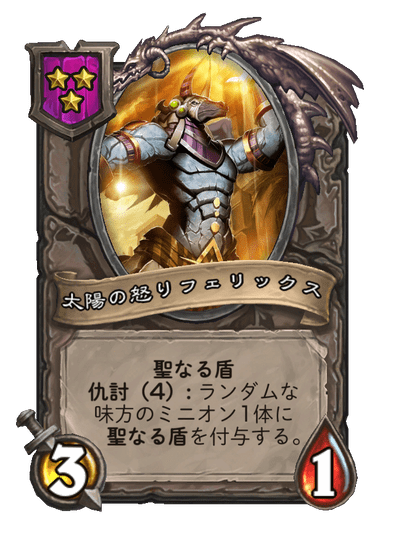 太陽の怒りフェリックス
聖なる盾
仇討（4）：ランダムな
味方のミニオン1体に
聖なる盾を付与する。
3
1